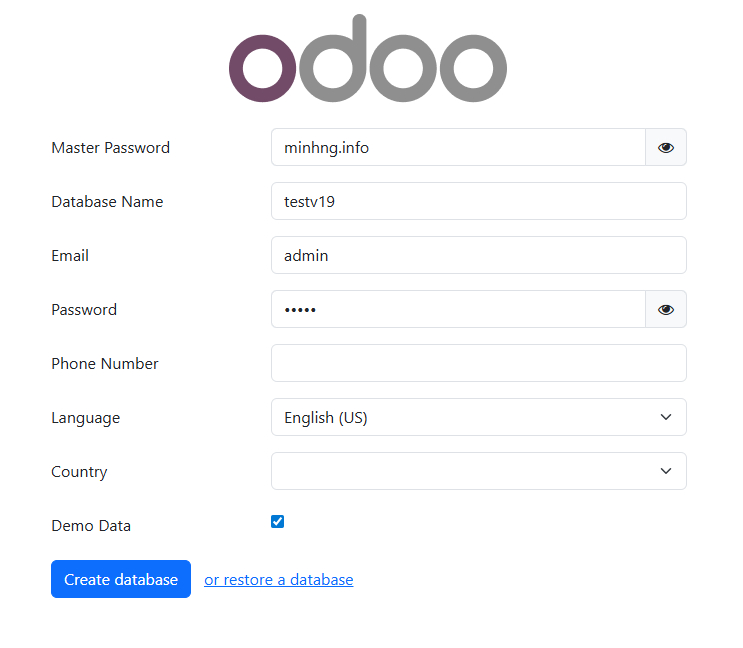 odoo
Master Password minhng.info
Database Name testv19
Email admin
Password •••••
Phone Number
Language English (US)
Country
Demo Data
Create database or restore a database